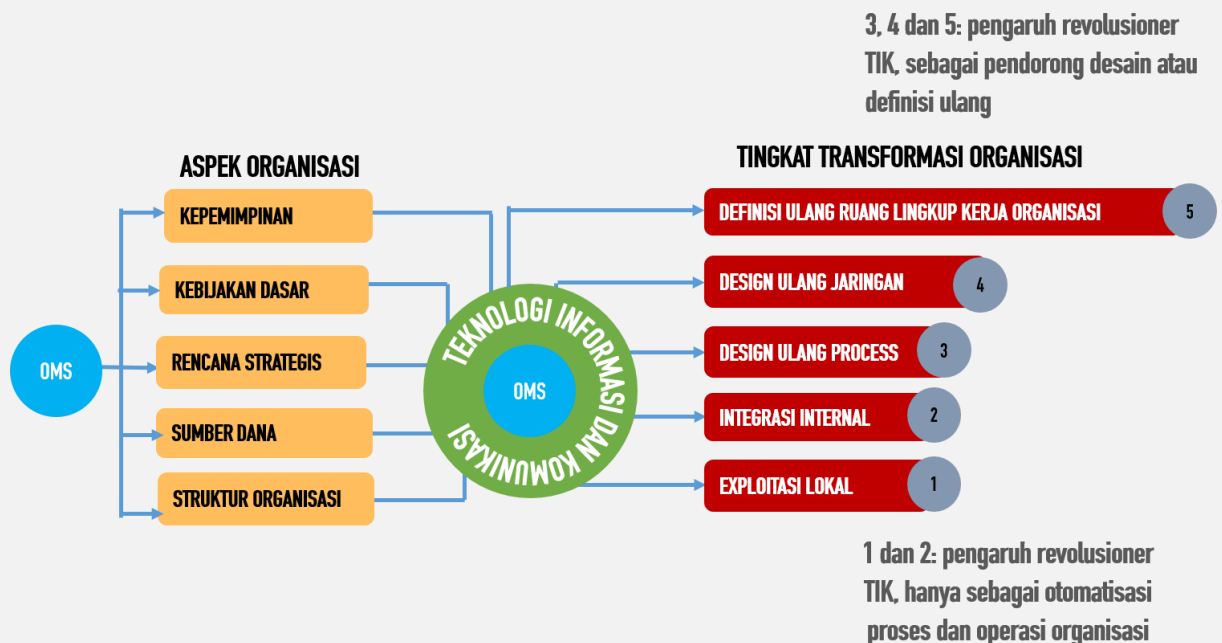 3, 4 dan 5: pengaruh revolusioner
TIK, sebagai pendorong desain atau
definisi ulang
ASPEK ORGANISASI
TINGKAT TRANSFORMASI ORGANISASI
OMS
KEPEMIMPINAN
KEBIJAKAN DASAR
RENCANA STRATEGIS
SUMBER DANA
STRUKTUR ORGANISASI
TEKNOLOGI INFORMASI DAN KOMUNIKASI
OMS
DEFINISI ULANG RUANG LINGKUP KERJA ORGANISASI 5
DESIGN ULANG JARINGAN 4
DESIGN ULANG PROCESS 3
INTEGRASI INTERNAL 2
EXPLOITASI LOKAL 1
1 dan 2: pengaruh revolusioner
TIK, hanya sebagai otomatisasi
proses dan operasi organisasi